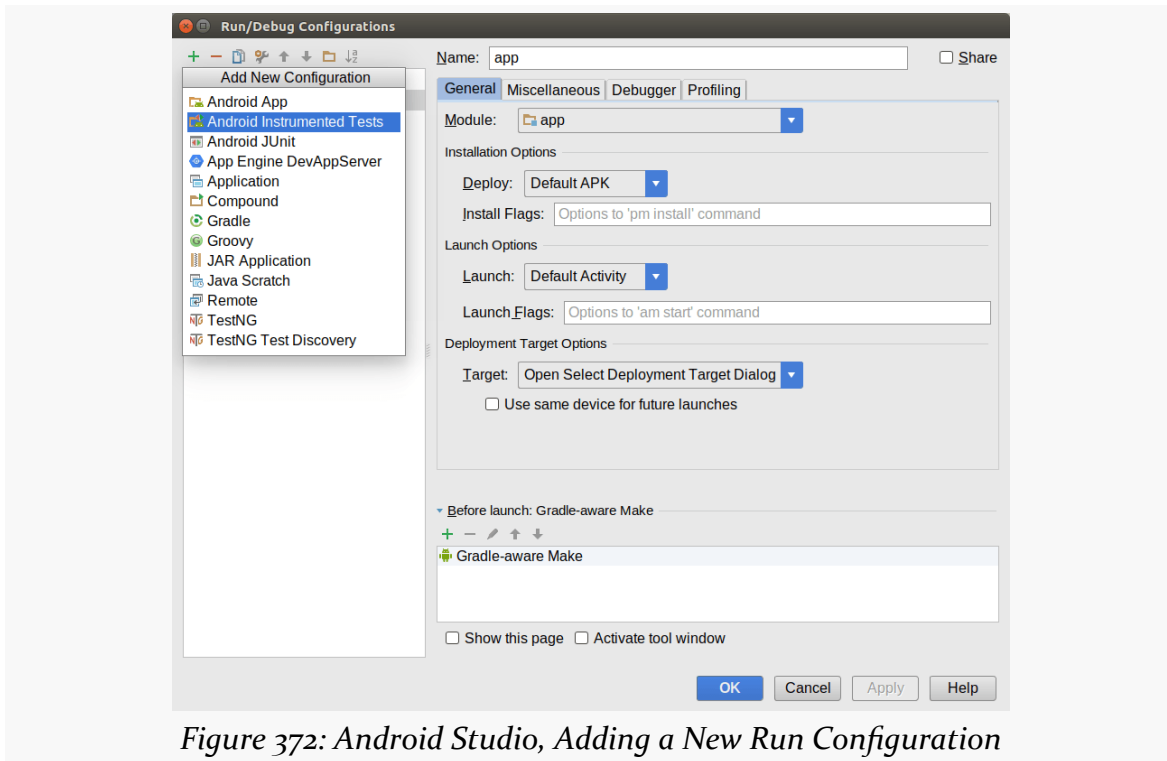 Run/Debug Configurations
Name: app
Share
Add New Configuration
Android App
Android Instrumented Tests
Android JUnit
App Engine DevAppServer
Application
Compound
Gradle
Groovy
JAR Application
Java Scratch
Remote
TestNG
TestNG Test Discovery
General Miscellaneous Debugger Profiling
Module: app
Installation Options
Deploy: Default APK
Install Flags: Options to 'pm install' command
Launch Options
Launch: Default Activity
Launch Flags: Options to 'am start' command
Deployment Target Options
Target: Open Select Deployment Target Dialog
Use same device for future launches
Before launch: Gradle-aware Make
Gradle-aware Make
Show this page Activate tool window
OK Cancel Apply Help
Figure 372: Android Studio, Adding a New Run Configuration